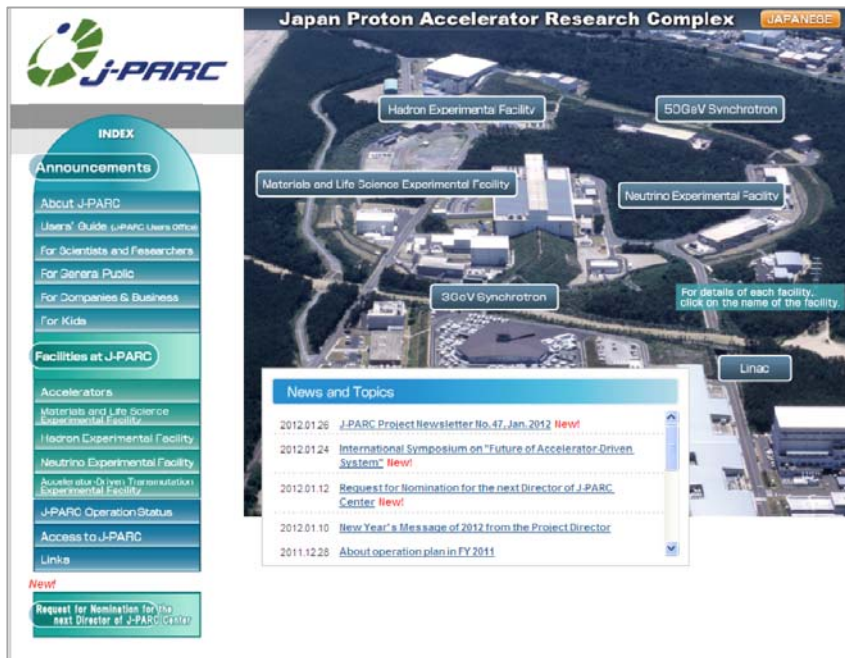 Japan Proton Accelerator Research Complex
JAPANESE
J-PARC
INDEX
Announcements
About J-PARC
Users' Guide (J-PARC Users Office)
For Scientists and Researchers
For General Public
For Companies & Business
For Kids
Facilities at J-PARC
Accelerators
Materials and Life Science
Experimental Facility
Hadron Experimental Facility
Neutrino Experimental Facility
Accelerator-Driven Transmutation
Experimental Facility
J-PARC Operation Status
Access to J-PARC
Links
New!
Request for Nomination for the
next Director of J-PARC Center
Hadron Experimental Facility
50GeV Synchrotron
Materials and Life Science Experimental Facility
Neutrino Experimental Facility
3GeV Synchrotron
For details of each facility,
click on the name of the facility.
Linac
News and Topics
2012.01.26 J-PARC Project Newsletter No.47, Jan. 2012 New!
2012.01.24 International Symposium on "Future of Accelerator-Driven
System" New!
2012.01.12 Request for Nomination for the next Director of J-PARC
Center New!
2012.01.10 New Year's Message of 2012 from the Project Director
2011.12.28 About operation plan in FY 2011